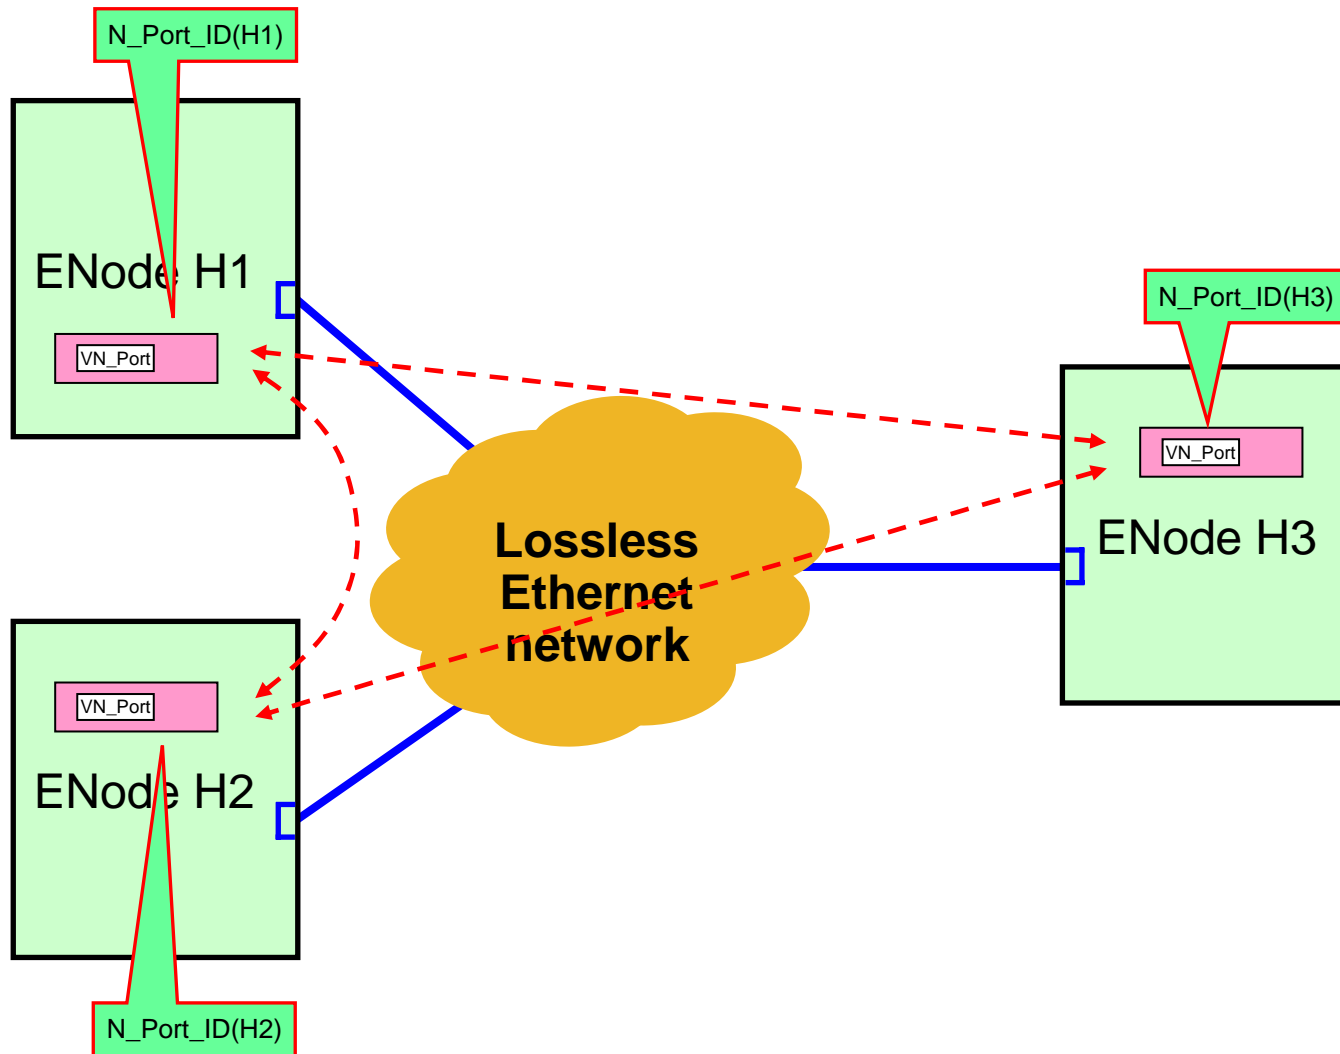 N_Port_ID(H1)
ENode H1
VN_Port
N_Port_ID(H3)
VN_Port
ENode H3
Lossless
Ethernet
network
VN_Port
ENode H2
N_Port_ID(H2)